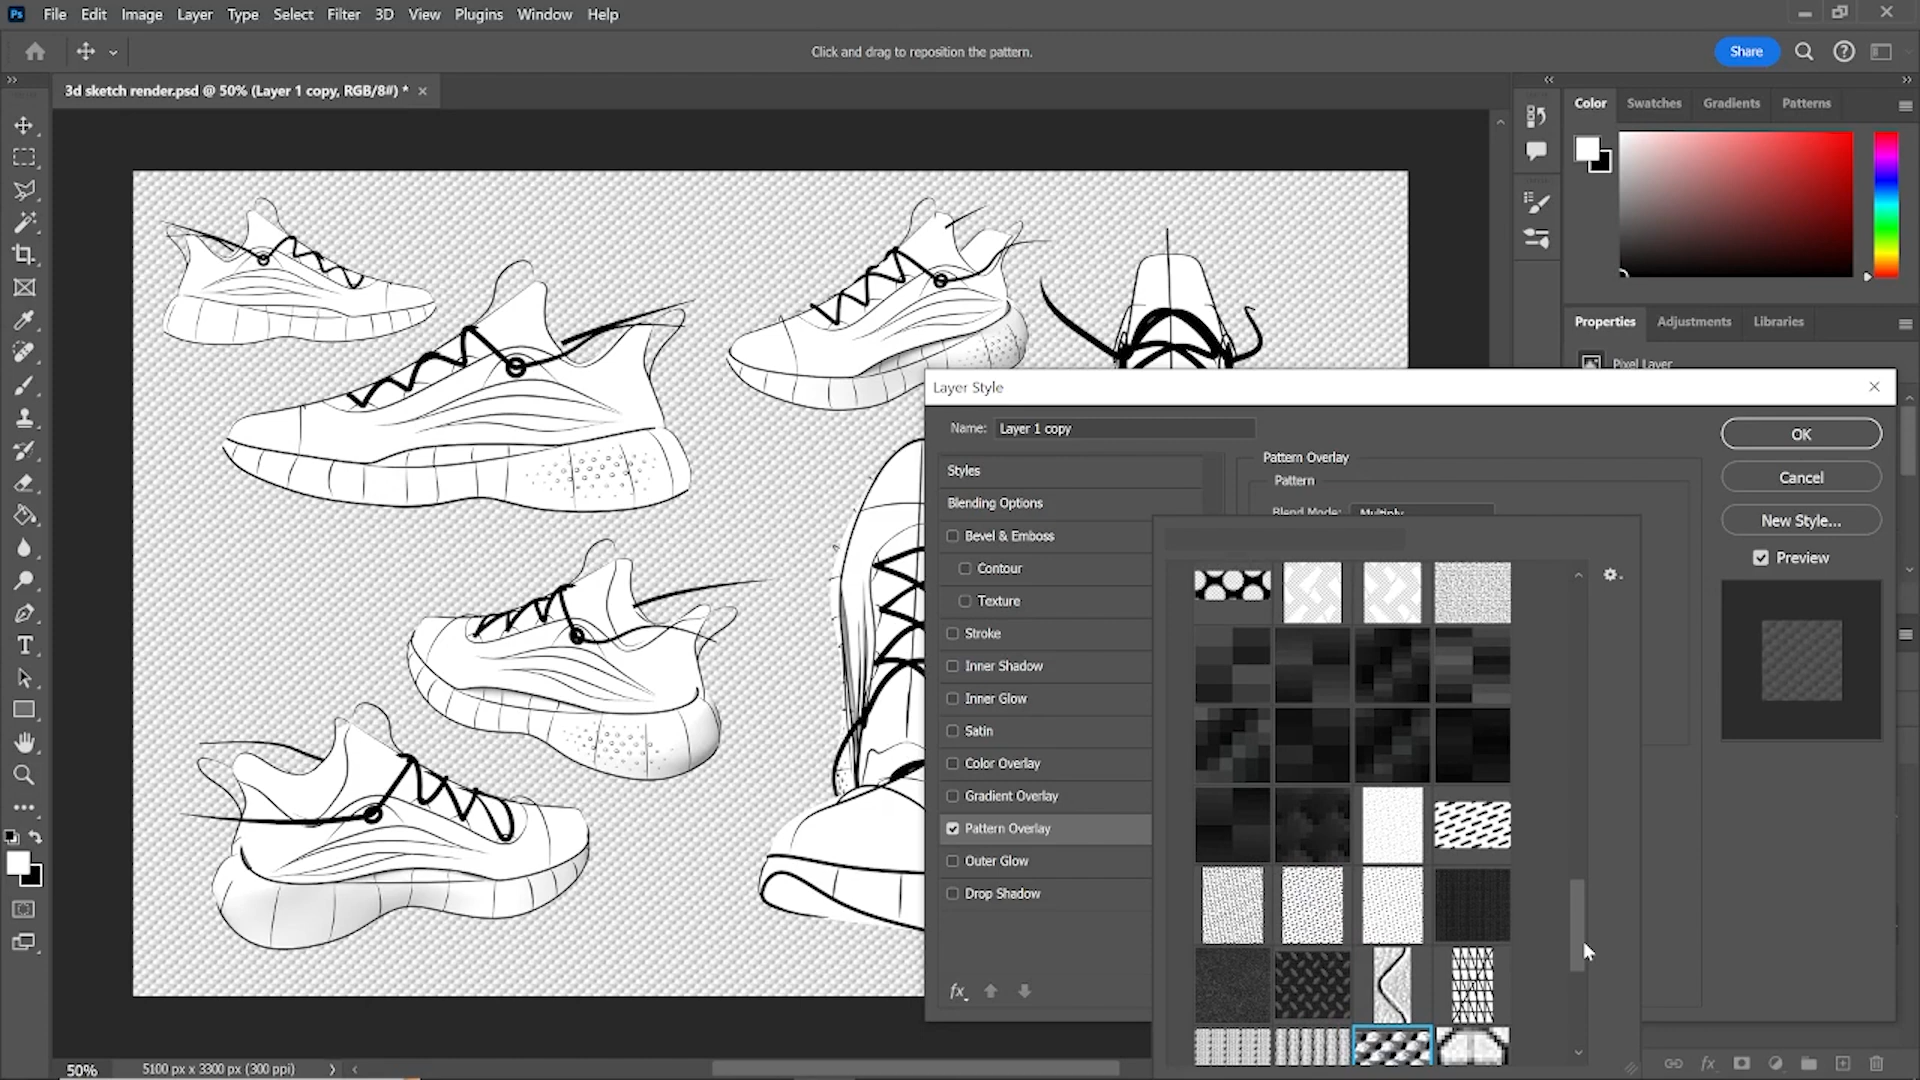 Ps File Edit Image Layer Type Select Filter 3D View Plugins Window Help
Click and drag to reposition the pattern.
Share
3d sketch render.psd @ 50% (Layer 1 copy, RGB/8#) *
Color Swatches Gradients Patterns
Properties Adjustments Libraries
Pixel Layer
Layer Style
Name: Layer 1 copy
OK
Cancel
New Style...
Preview
Styles
Blending Options
Bevel & Emboss
Contour
Texture
Stroke
Inner Shadow
Inner Glow
Satin
Color Overlay
Gradient Overlay
Pattern Overlay
Outer Glow
Drop Shadow
fx
Pattern Overlay
Pattern
Blend Mode: Multiply
50% 5100 px x 3300 px (300 ppi)
fx